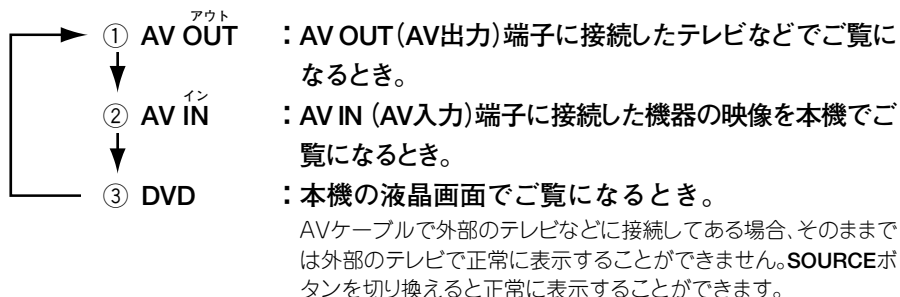 ① AV OUT アウト ：AV OUT（AV出力）端子に接続したテレビなどでご覧に
なるとき。
② AV IN イン ：AV IN （AV入力）端子に接続した機器の映像を本機でご
覧になるとき。
③ DVD ：本機の液晶画面でご覧になるとき。
AVケーブルで外部のテレビなどに接続してある場合、そのままで
は外部のテレビで正常に表示することができません。SOURCEボ
タンを切り換えると正常に表示することができます。